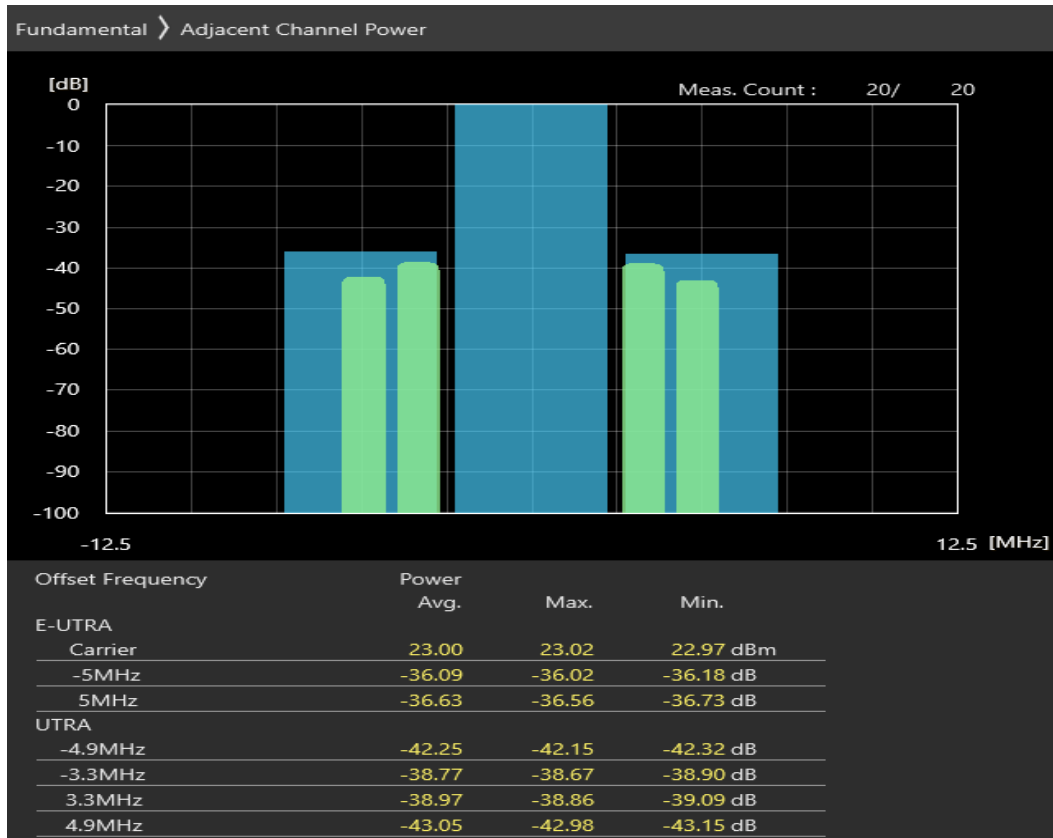 Fundamental 》 Adjacent Channel Power
[dB]
Meas. Count : 20/ 20
0
-10
-20
-30
-40
-50
-60
-70
-80
-90
-100
-12.5 12.5 [MHz]
Offset Frequency Power
Avg. Max. Min.
E-UTRA
Carrier 23.00 23.02 22.97 dBm
-5MHz -36.09 -36.02 -36.18 dB
5MHz -36.63 -36.56 -36.73 dB
UTRA
-4.9MHz -42.25 -42.15 -42.32 dB
-3.3MHz -38.77 -38.67 -38.90 dB
3.3MHz -38.97 -38.86 -39.09 dB
4.9MHz -43.05 -42.98 -43.15 dB